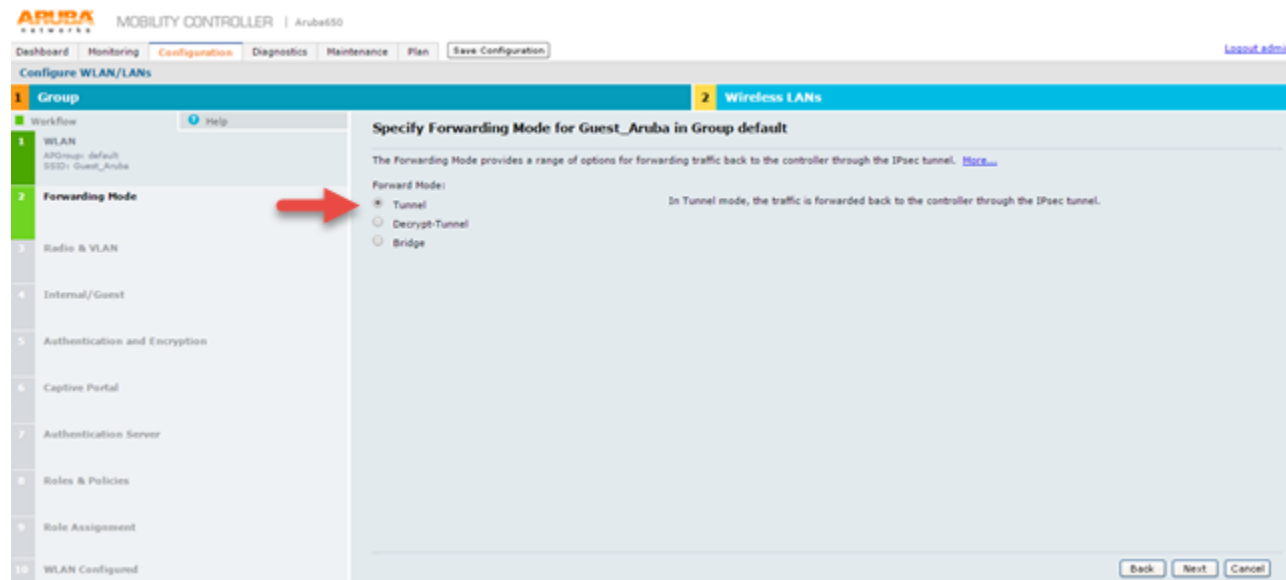 ARUBA
networks
MOBILITY CONTROLLER | Aruba650
Dashboard Monitoring Configuration Diagnostics Maintenance Plan Save Configuration
Logout admi
Configure WLAN/LANs
1 Group
2 Wireless LANs
Workflow
Help
1 WLAN
APGroup: default
SSID: Guest_Aruba
2 Forwarding Mode
3 Radio & VLAN
4 Internal/Guest
5 Authentication and Encryption
6 Captive Portal
7 Authentication Server
8 Roles & Policies
9 Role Assignment
10 WLAN Configured
Specify Forwarding Mode for Guest_Aruba in Group default
The Forwarding Mode provides a range of options for forwarding traffic back to the controller through the IPsec tunnel. More...
Forward Mode:
Tunnel
Decrypt-Tunnel
Bridge
In Tunnel mode, the traffic is forwarded back to the controller through the IPsec tunnel.
Back Next Cancel